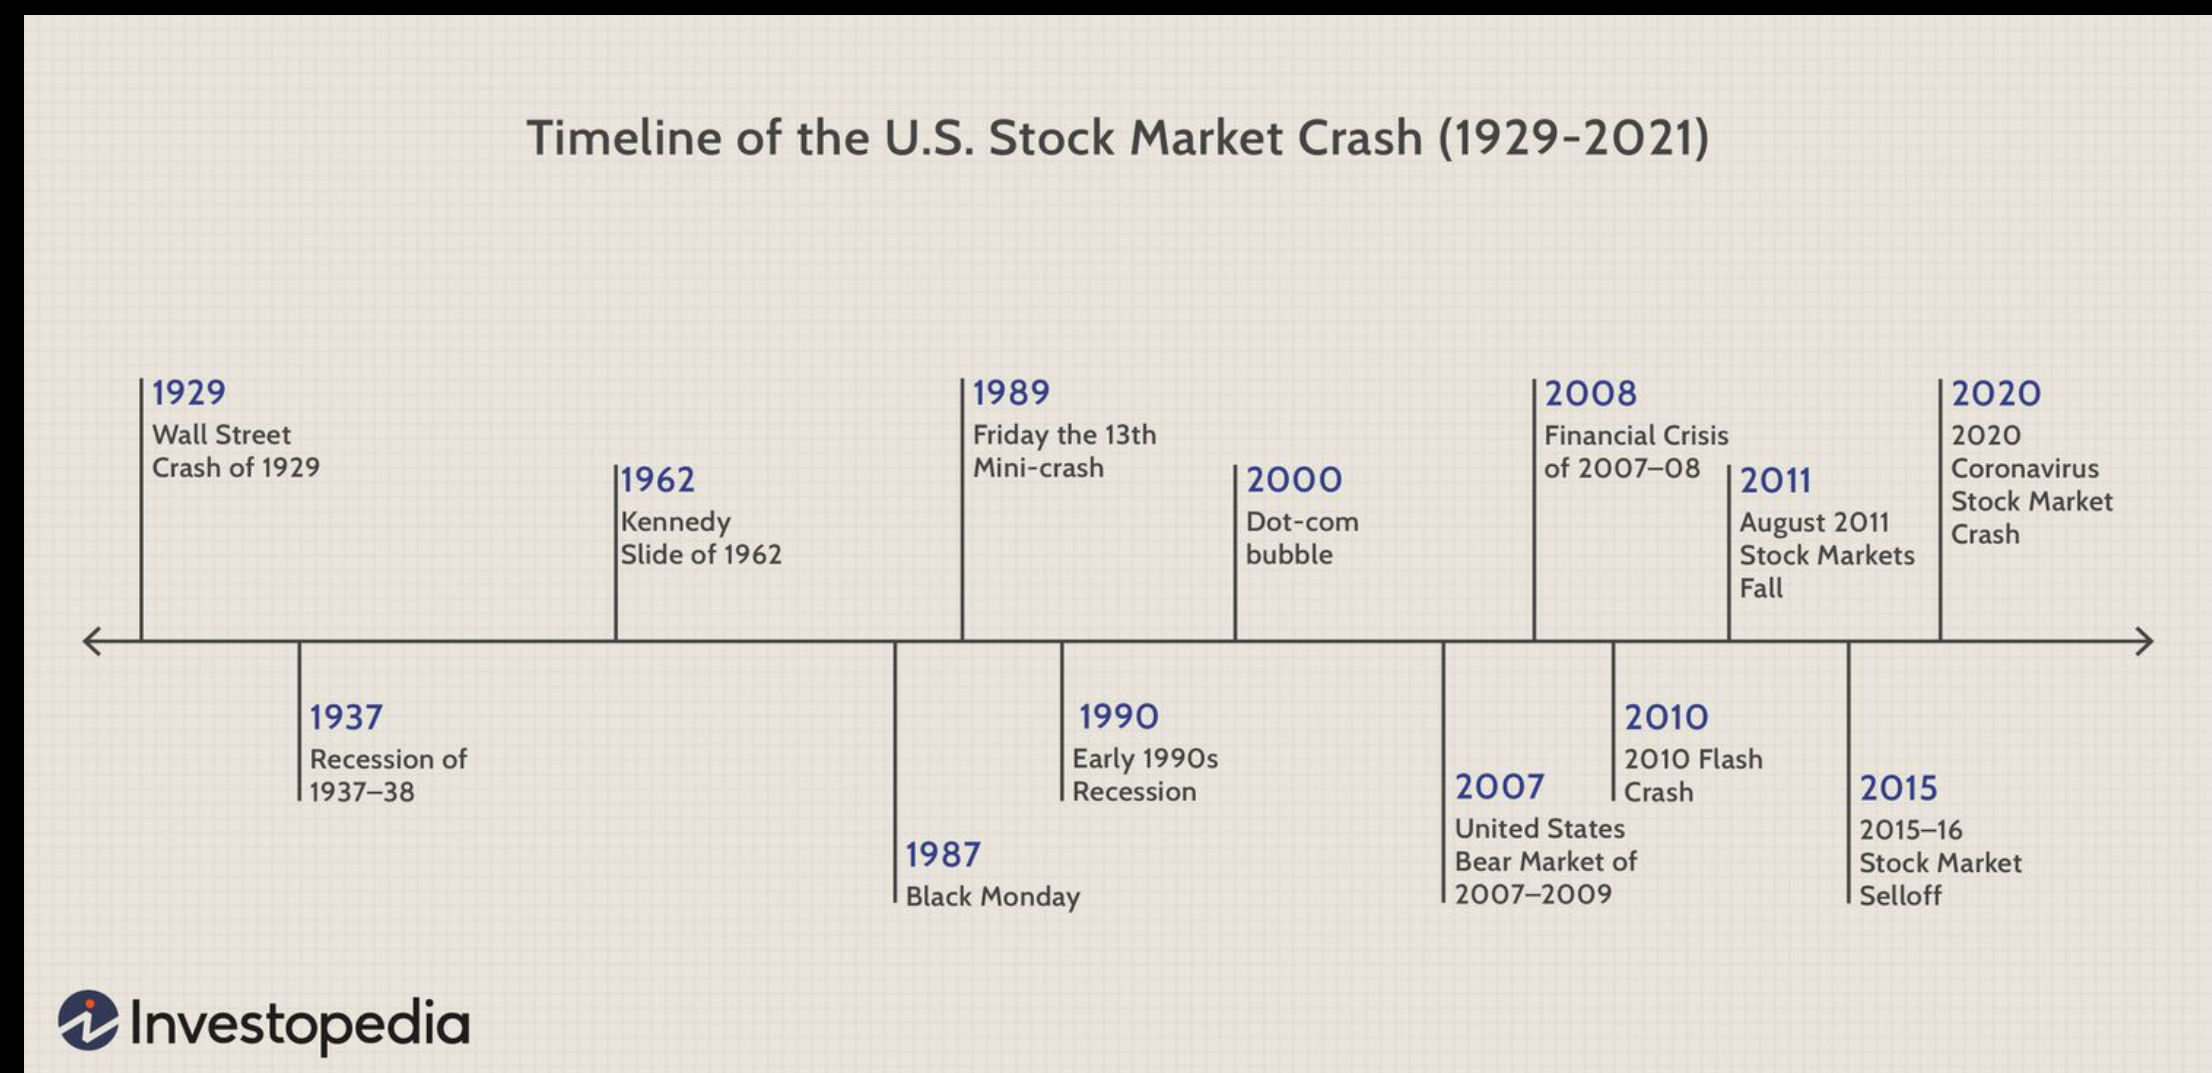 Timeline of the U.S. Stock Market Crash (1929-2021)
1929
Wall Street
Crash of 1929
1937
Recession of
1937–38
1962
Kennedy
Slide of 1962
1987
Black Monday
1989
Friday the 13th
Mini-crash
1990
Early 1990s
Recession
2000
Dot-com
bubble
2007
United States
Bear Market of
2007–2009
2008
Financial Crisis
of 2007–08
2010
2010 Flash
Crash
2011
August 2011
Stock Markets
Fall
2015
2015–16
Stock Market
Selloff
2020
2020
Coronavirus
Stock Market
Crash
Investopedia